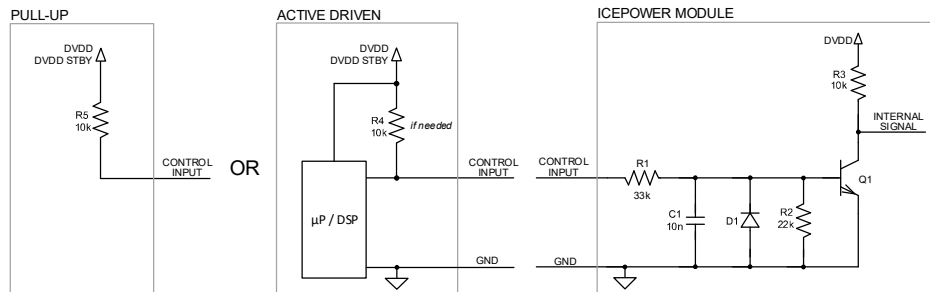 PULL-UP
DVDD
DVDD STBY
R5
10k
CONTROL
INPUT
OR
ACTIVE DRIVEN
DVDD
DVDD STBY
R4
10k
if needed
µP / DSP
CONTROL
INPUT
GND
ICEPOWER MODULE
CONTROL
INPUT
GND
R1
33k
C1
10n
D1
R2
22k
DVDD
R3
10k
INTERNAL
SIGNAL
Q1